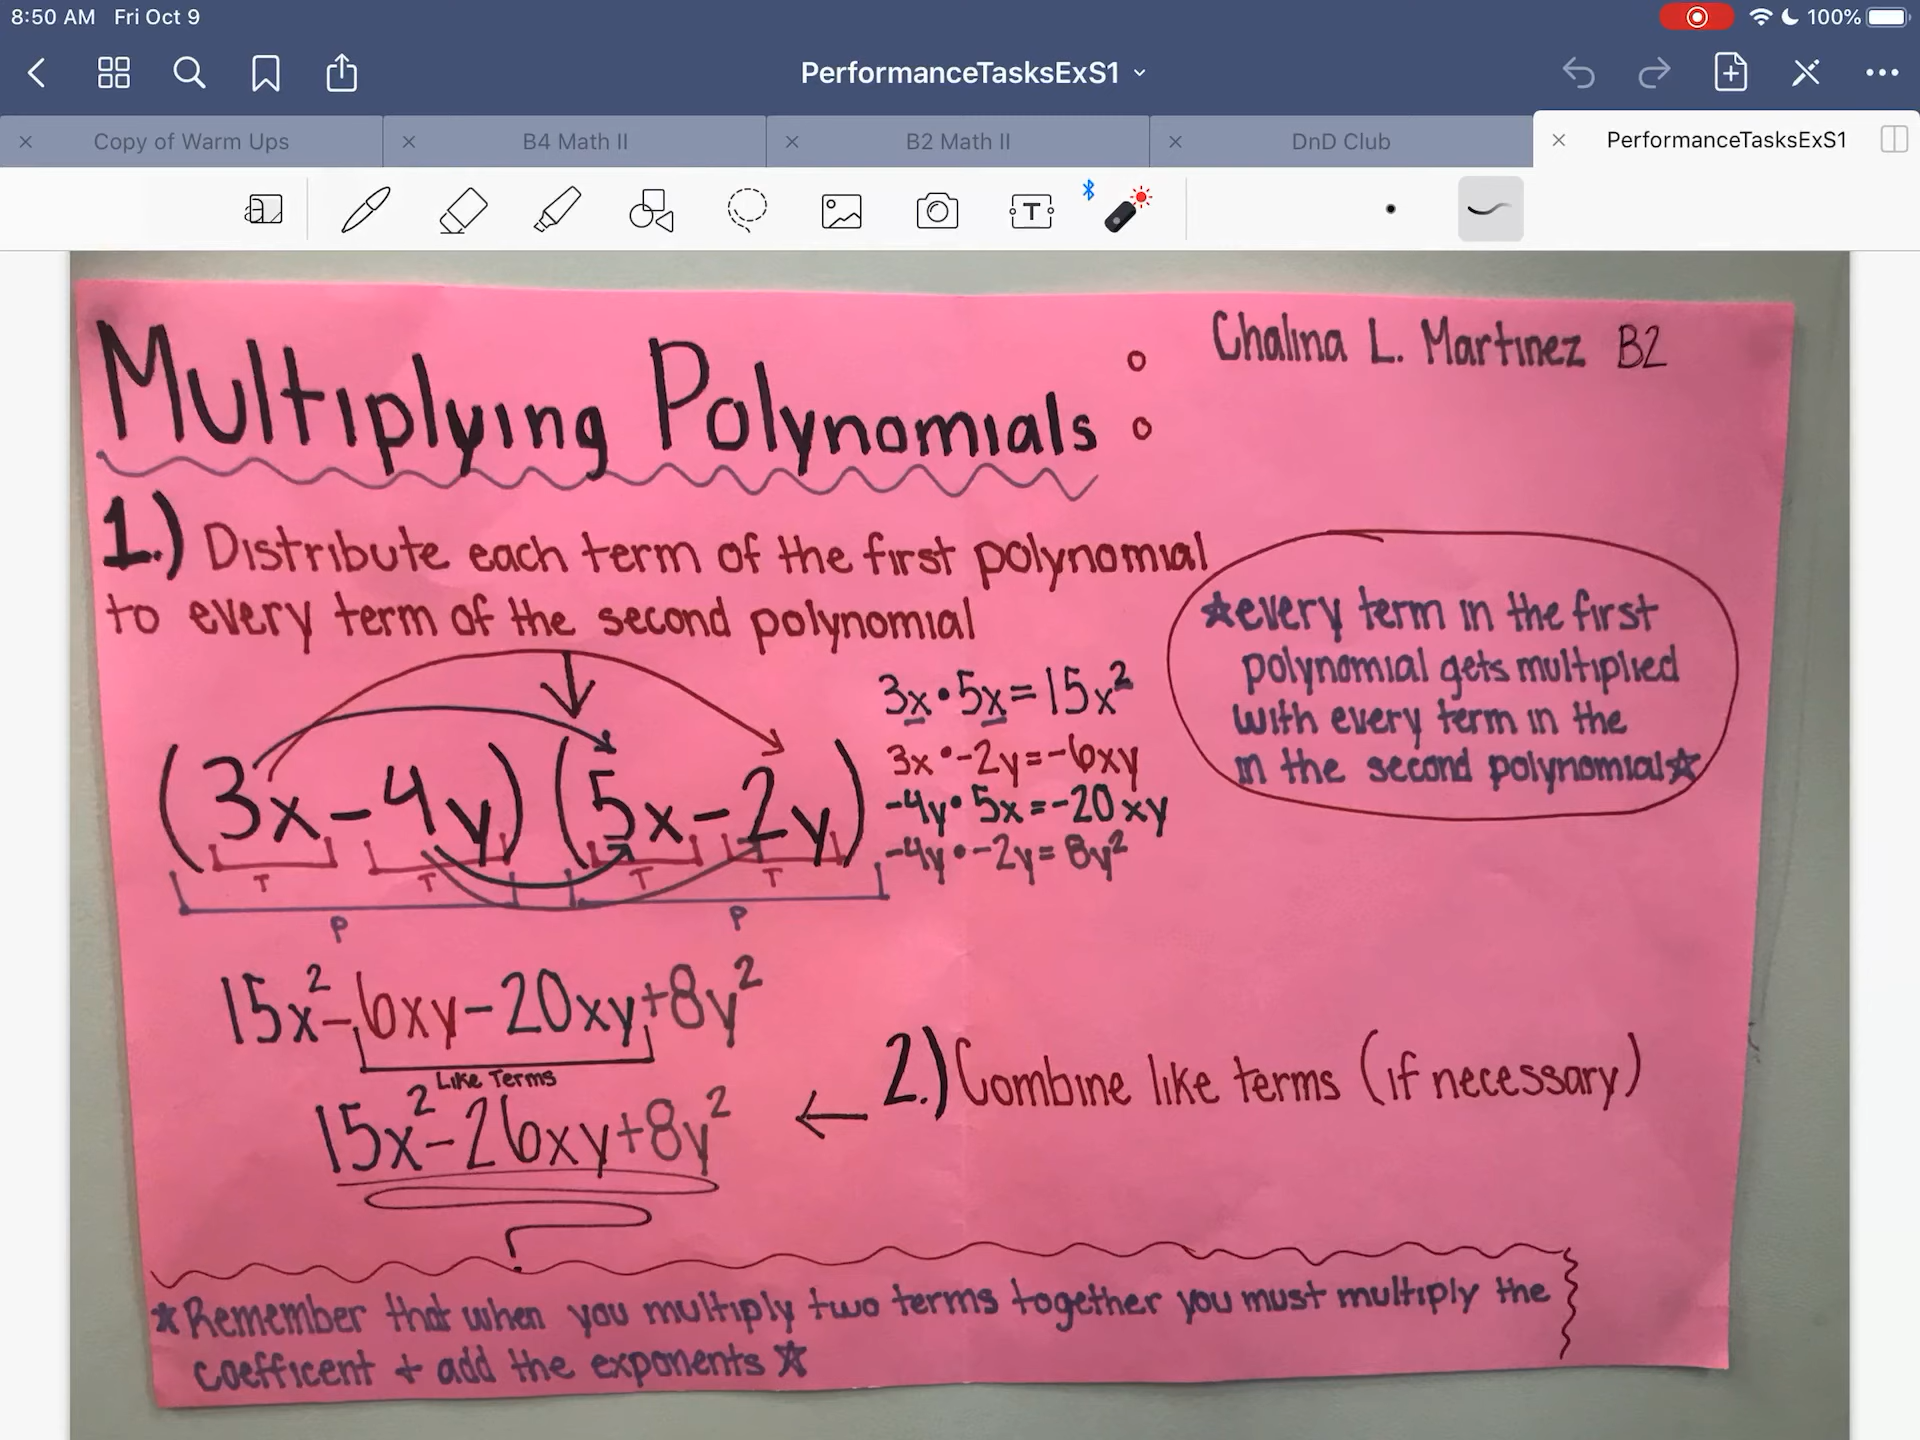 8:50 AM Fri Oct 9
100%
PerformanceTasksExS1
Copy of Warm Ups
B4 Math II
B2 Math II
DnD Club
PerformanceTasksExS1
Multiplying Polynomials :
Chalina L. Martinez B2
1.) Distribute each term of the first polynomial
to every term of the second polynomial
☆every term in the first
polynomial gets multiplied
with every term in the
in the second polynomial☆
(3x-4y)(5x-2y)
T T T T
P P
3x•5x=15x²
3x•-2y=-6xy
-4y•5x=-20xy
-4y•-2y=8y²
15x²-6xy-20xy+8y²
Like Terms
15x²-26xy+8y²
← 2.) Combine like terms (if necessary)
☆Remember that when you multiply two terms together you must multiply the
coefficent + add the exponents☆